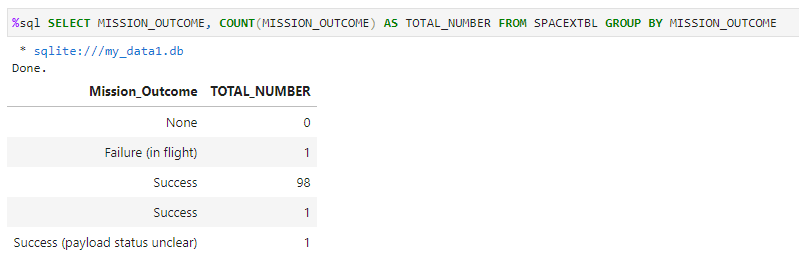 %sql SELECT MISSION_OUTCOME, COUNT(MISSION_OUTCOME) AS TOTAL_NUMBER FROM SPACEXTBL GROUP BY MISSION_OUTCOME
* sqlite:///my_data1.db
Done.
Mission_Outcome TOTAL_NUMBER
None 0
Failure (in flight) 1
Success 98
Success 1
Success (payload status unclear) 1